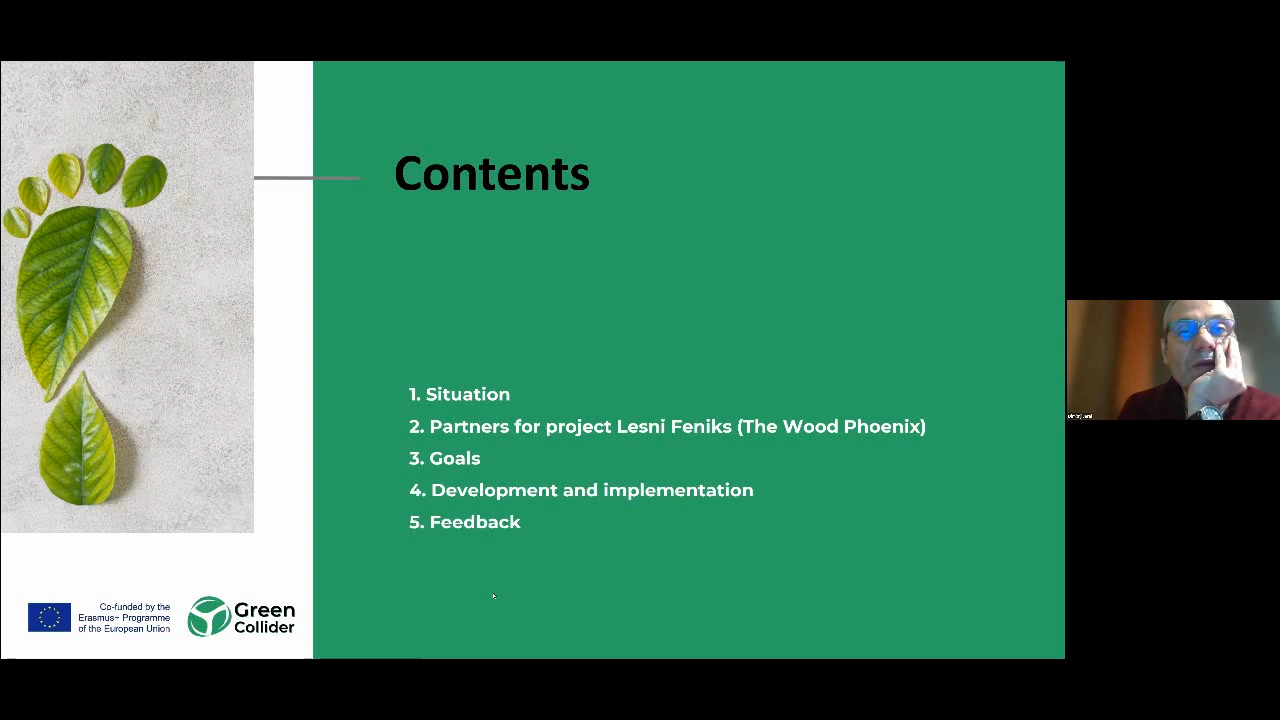 Contents
1. Situation
2. Partners for project Lesni Feniks (The Wood Phoenix)
3. Goals
4. Development and implementation
5. Feedback
Co-funded by the
Erasmus+ Programme
of the European Union
Green
Collider